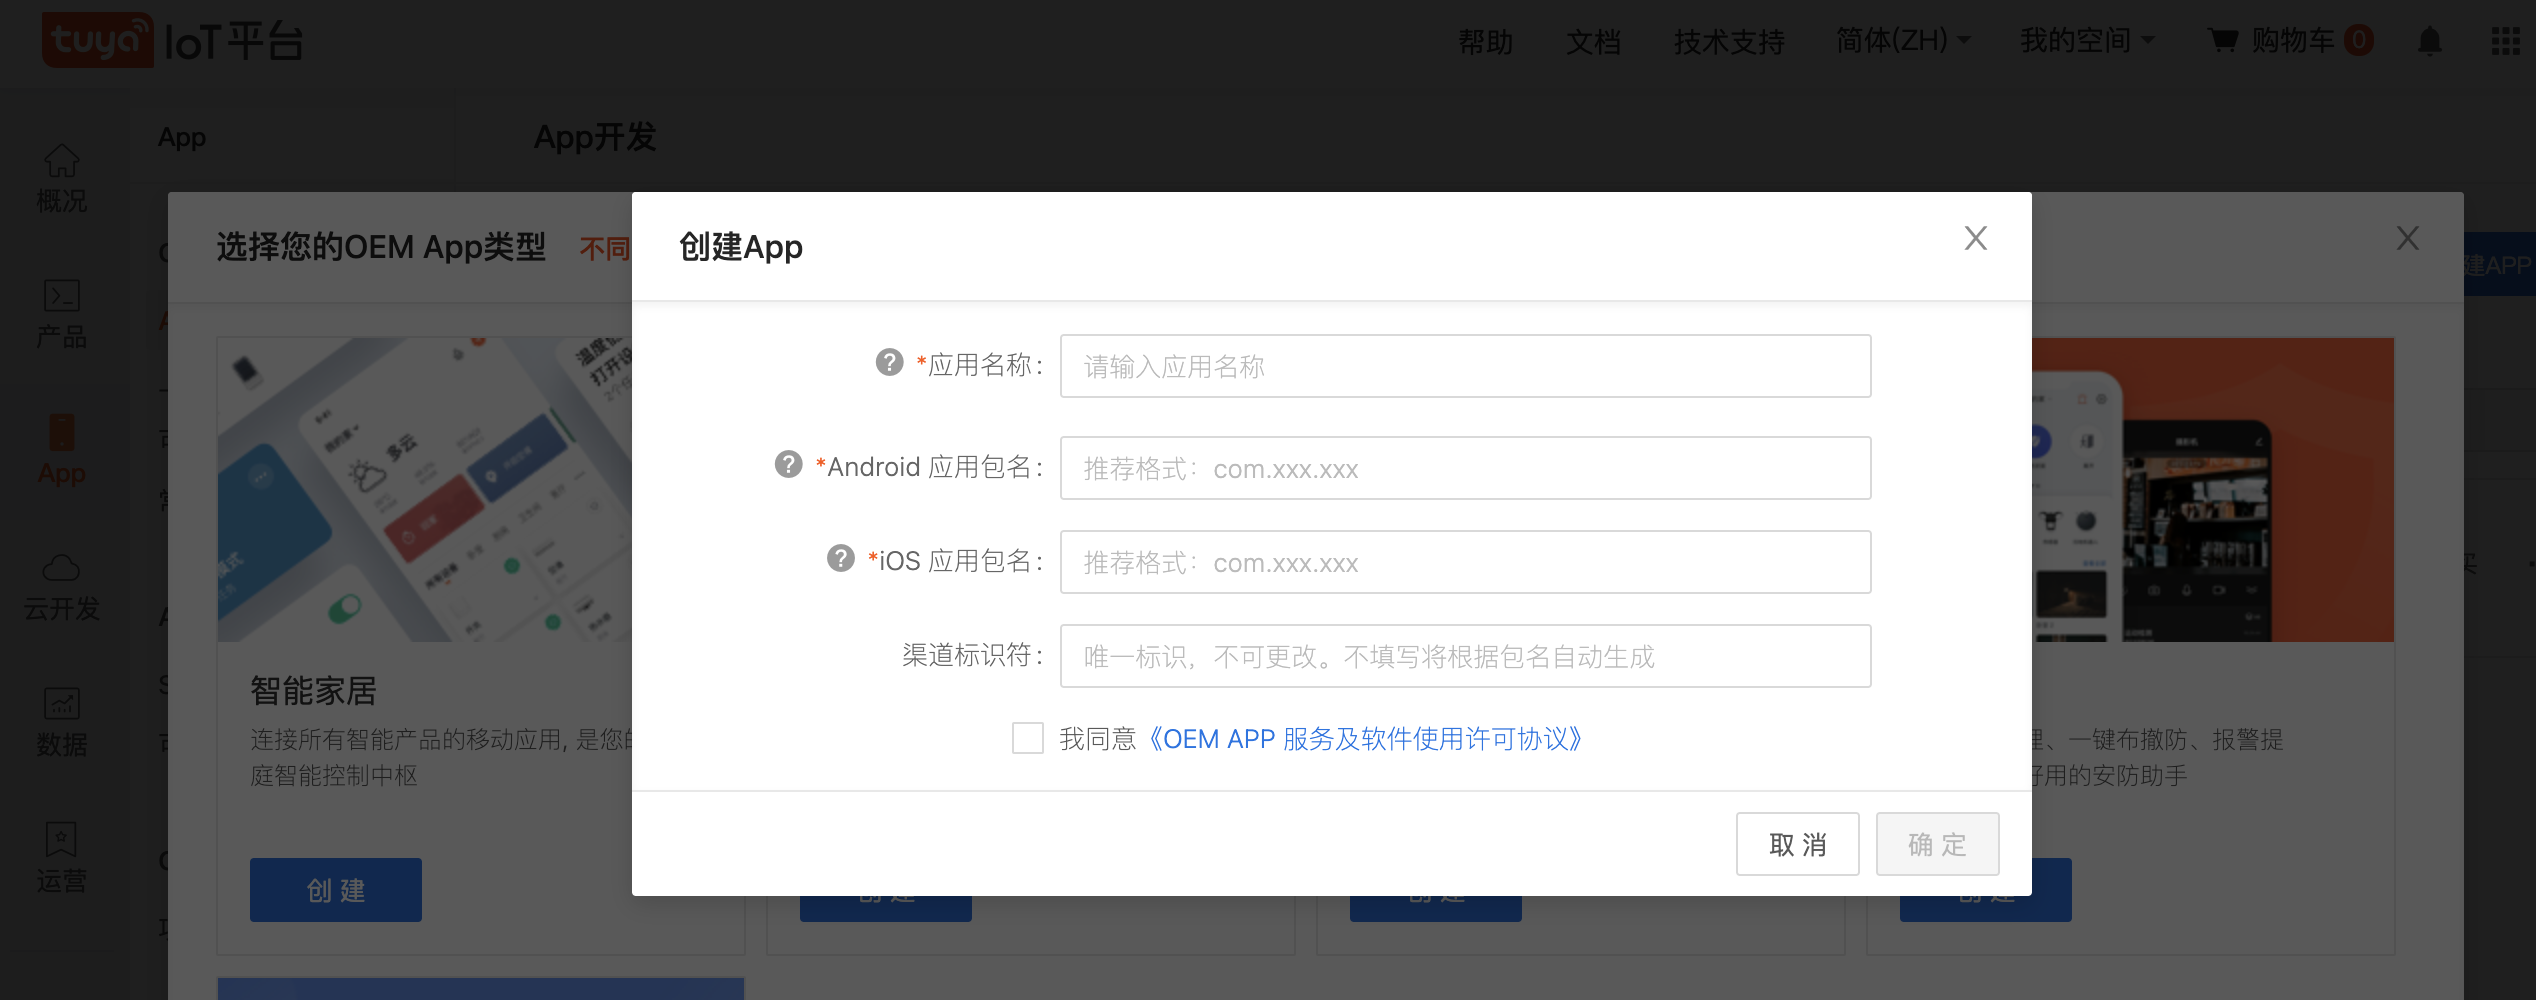 tuya IoT平台
帮助 文档 技术支持 简体(ZH) 我的空间 购物车 0
App
App开发
概况
产品
App
云开发
数据
运营
选择您的OEM App类型 不同
创建App
建APP
*应用名称：
请输入应用名称
*Android 应用包名：
推荐格式：com.xxx.xxx
*iOS 应用包名：
推荐格式：com.xxx.xxx
渠道标识符：
唯一标识，不可更改。不填写将根据包名自动生成
我同意《OEM APP 服务及软件使用许可协议》
取 消
确 定
多云
智能家居
连接所有智能产品的移动应用, 是您
庭智能控制中枢
、一键布撤防、报警提
好用的安防助手
创 建
创 建
创 建
创 建